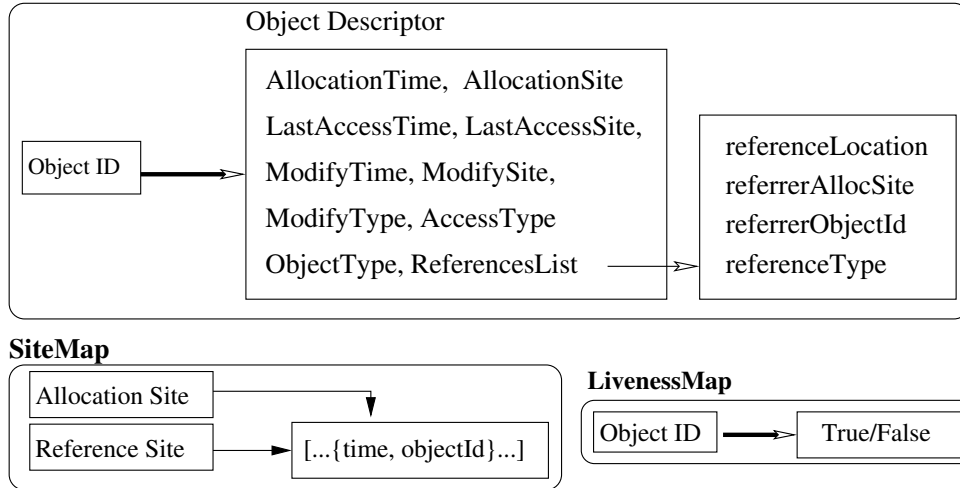 Object Descriptor
Object ID
AllocationTime, AllocationSite
LastAccessTime, LastAccessSite,
ModifyTime, ModifySite,
ModifyType, AccessType
ObjectType, ReferencesList
referenceLocation
referrerAllocSite
referrerObjectId
referenceType
SiteMap
Allocation Site
Reference Site
[...{time, objectId}...]
LivenessMap
Object ID
True/False